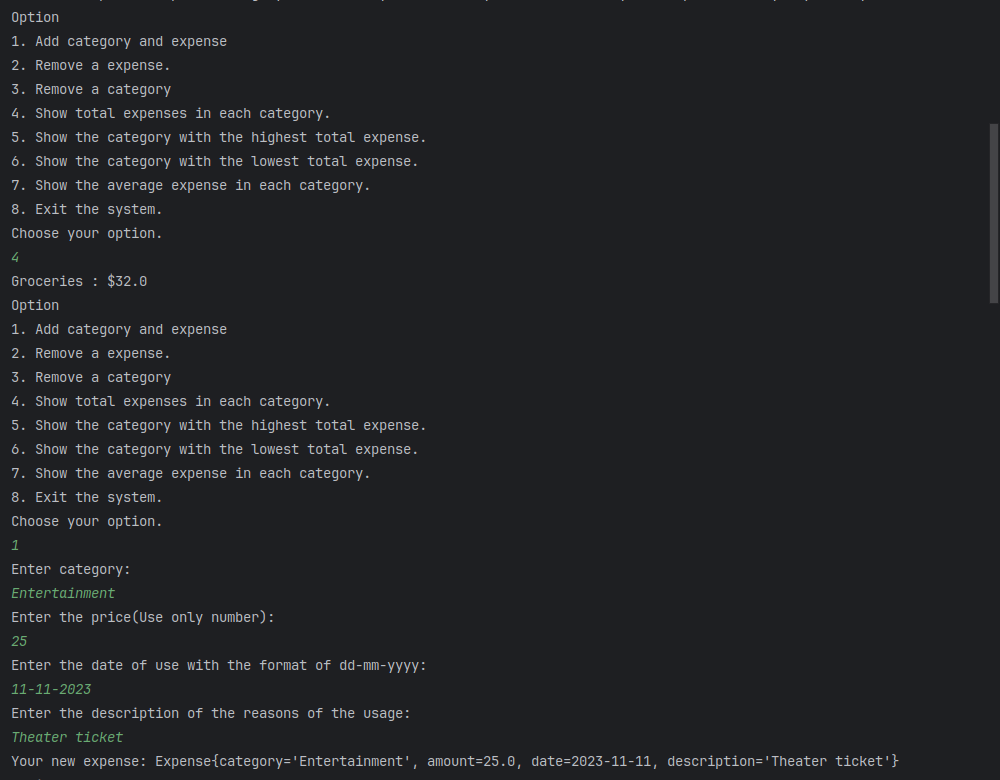 Option
1. Add category and expense
2. Remove a expense.
3. Remove a category
4. Show total expenses in each category.
5. Show the category with the highest total expense.
6. Show the category with the lowest total expense.
7. Show the average expense in each category.
8. Exit the system.
Choose your option.
4
Groceries : $32.0
Option
1. Add category and expense
2. Remove a expense.
3. Remove a category
4. Show total expenses in each category.
5. Show the category with the highest total expense.
6. Show the category with the lowest total expense.
7. Show the average expense in each category.
8. Exit the system.
Choose your option.
1
Enter category:
Entertainment
Enter the price(Use only number):
25
Enter the date of use with the format of dd-mm-yyyy:
11-11-2023
Enter the description of the reasons of the usage:
Theater ticket
Your new expense: Expense{category='Entertainment', amount=25.0, date=2023-11-11, description='Theater ticket'}